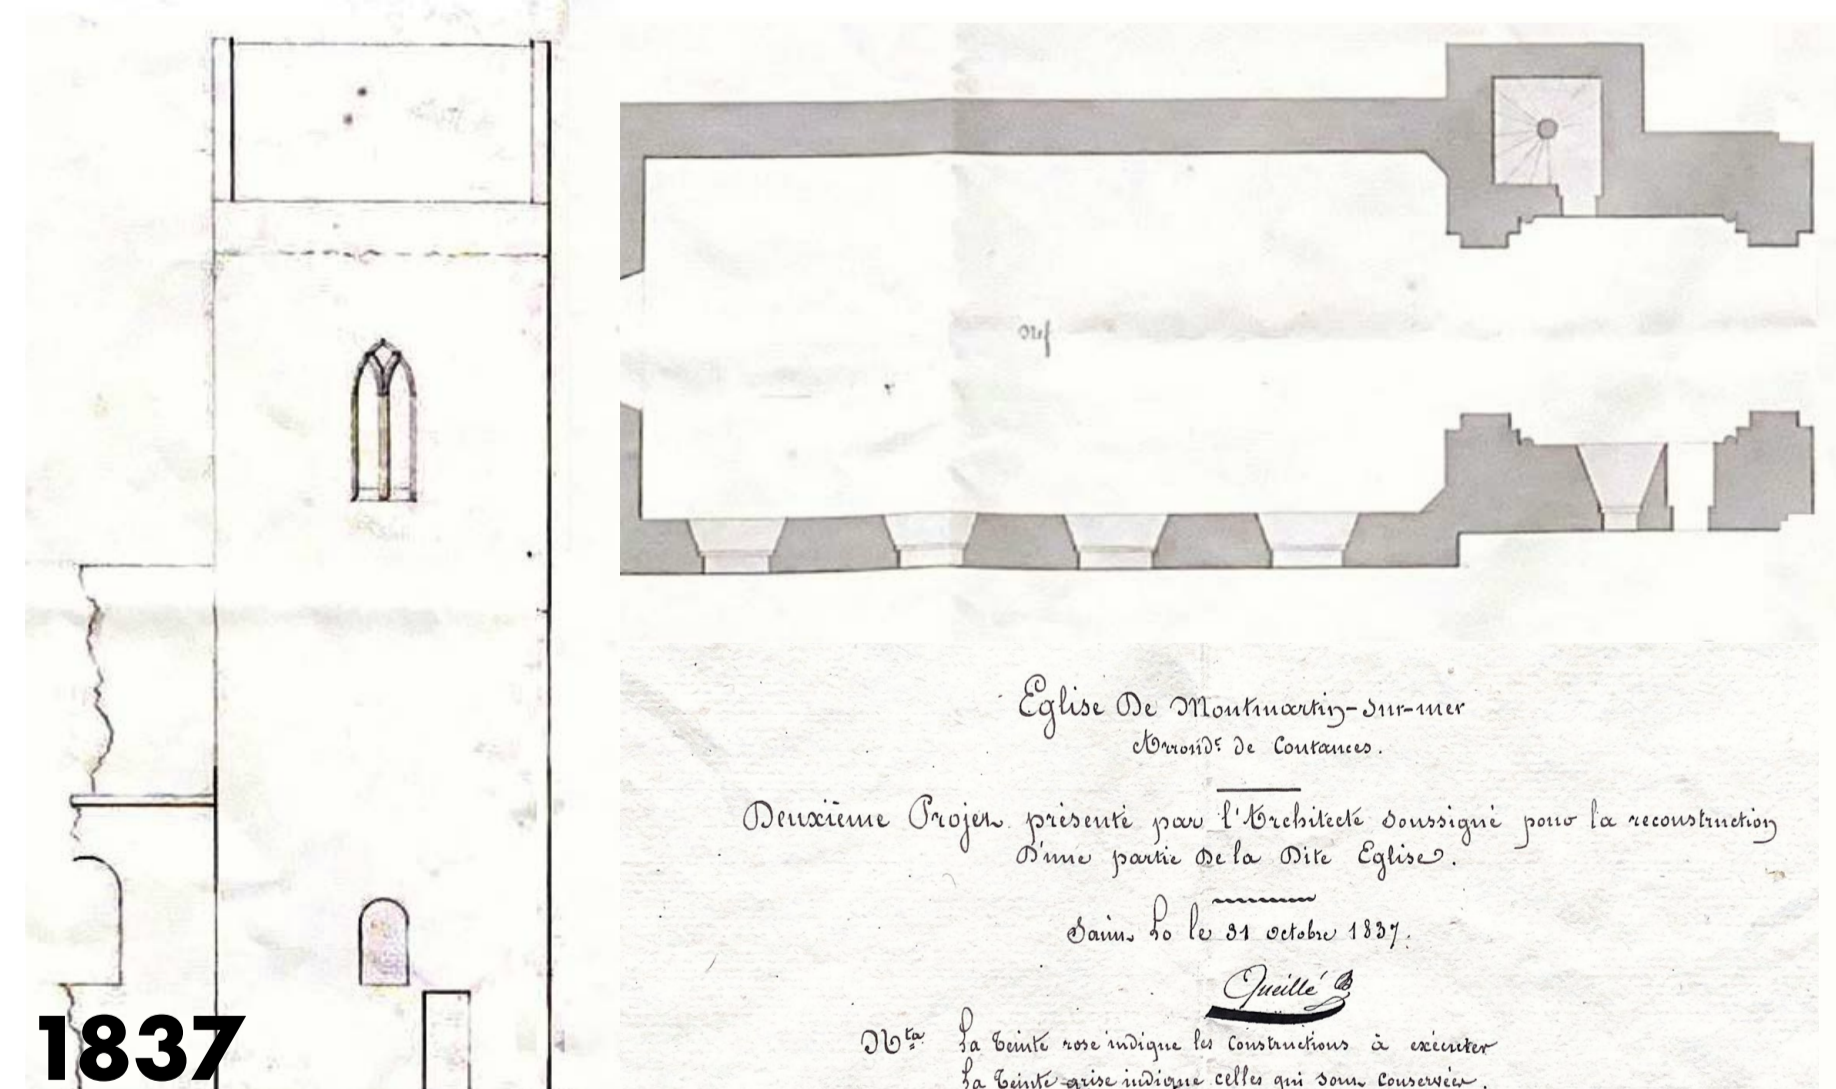 nef
Eglise De Montmartin-sur-mer
Arrondt de Coutances.
Deuxième Projet présenté par l'Architecte soussigné pour la reconstruction
D'une partie De la Dite Eglise.
Saint Lo le 31 octobre 1837.
Queillé
Nta La teinte rose indique les constructions à exécuter
La teinte grise indique celles qui sont conservées.
1837